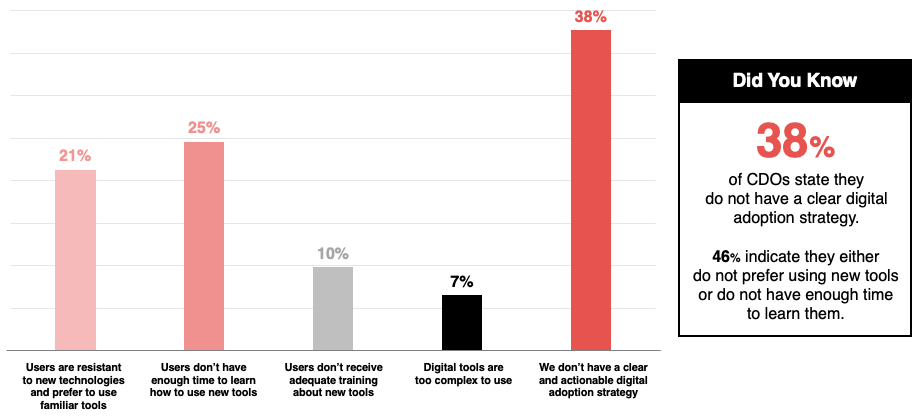 38%
25%
21%
10%
7%
Users are resistant
to new technologies
and prefer to use
familiar tools
Users don't have
enough time to learn
how to use new tools
Users don't receive
adequate training
about new tools
Digital tools are
too complex to use
We don't have a clear
and actionable digital
adoption strategy
Did You Know
38%
of CDOs state they
do not have a clear digital
adoption strategy.
46% indicate they either
do not prefer using new tools
or do not have enough time
to learn them.